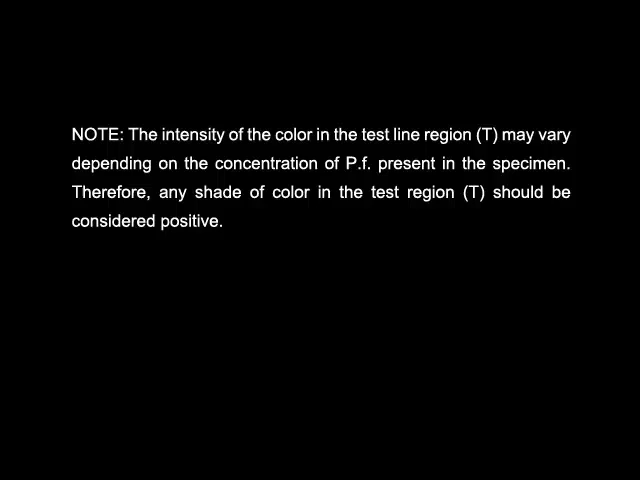 NOTE: The intensity of the color in the test line region (T) may vary
depending on the concentration of P.f. present in the specimen.
Therefore, any shade of color in the test region (T) should be
considered positive.